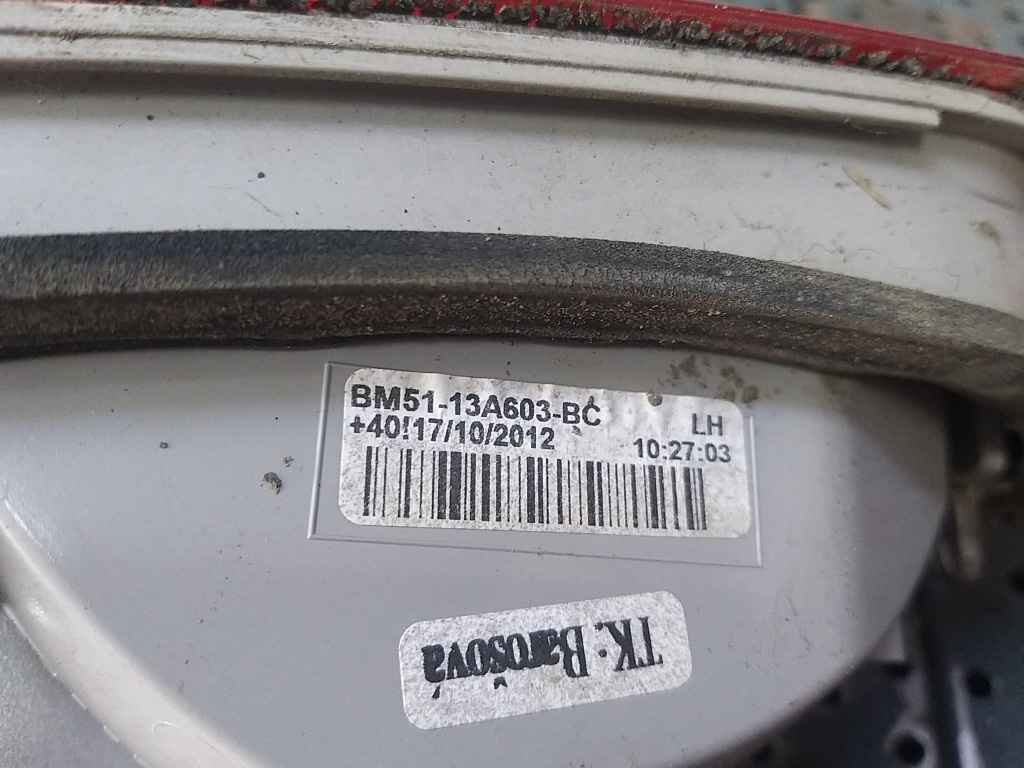 BM51-13A603-BC
LH
+40!17/10/2012
10:27:03
TK: Barošová